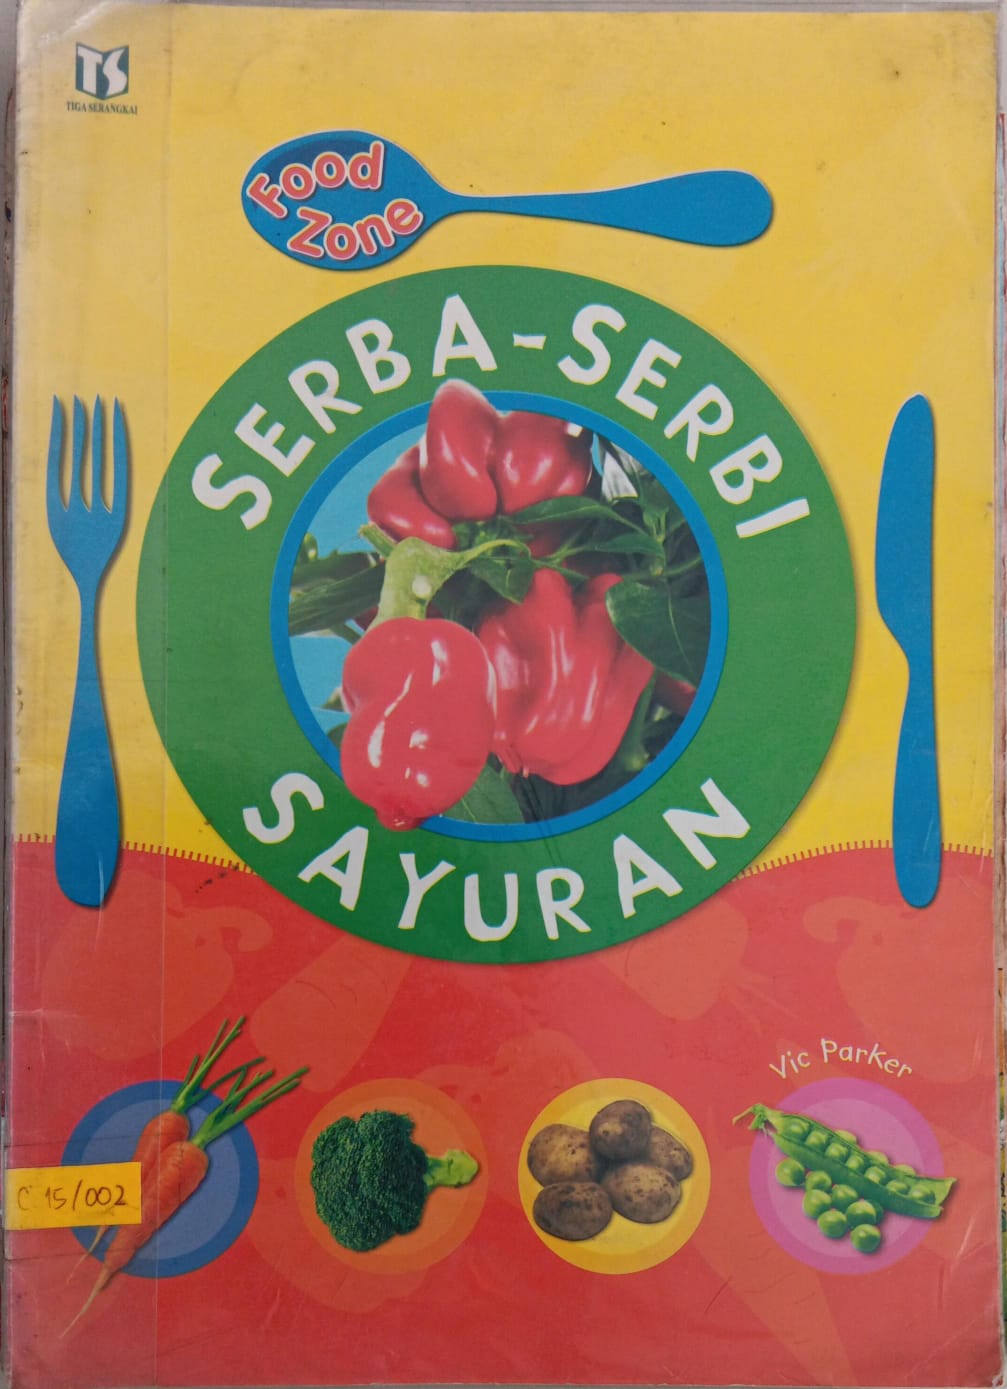 TS
TIGA SERANGKAI
Food
Zone
SERBA-SERBI
SAYURAN
Vic Parker
C 15/002